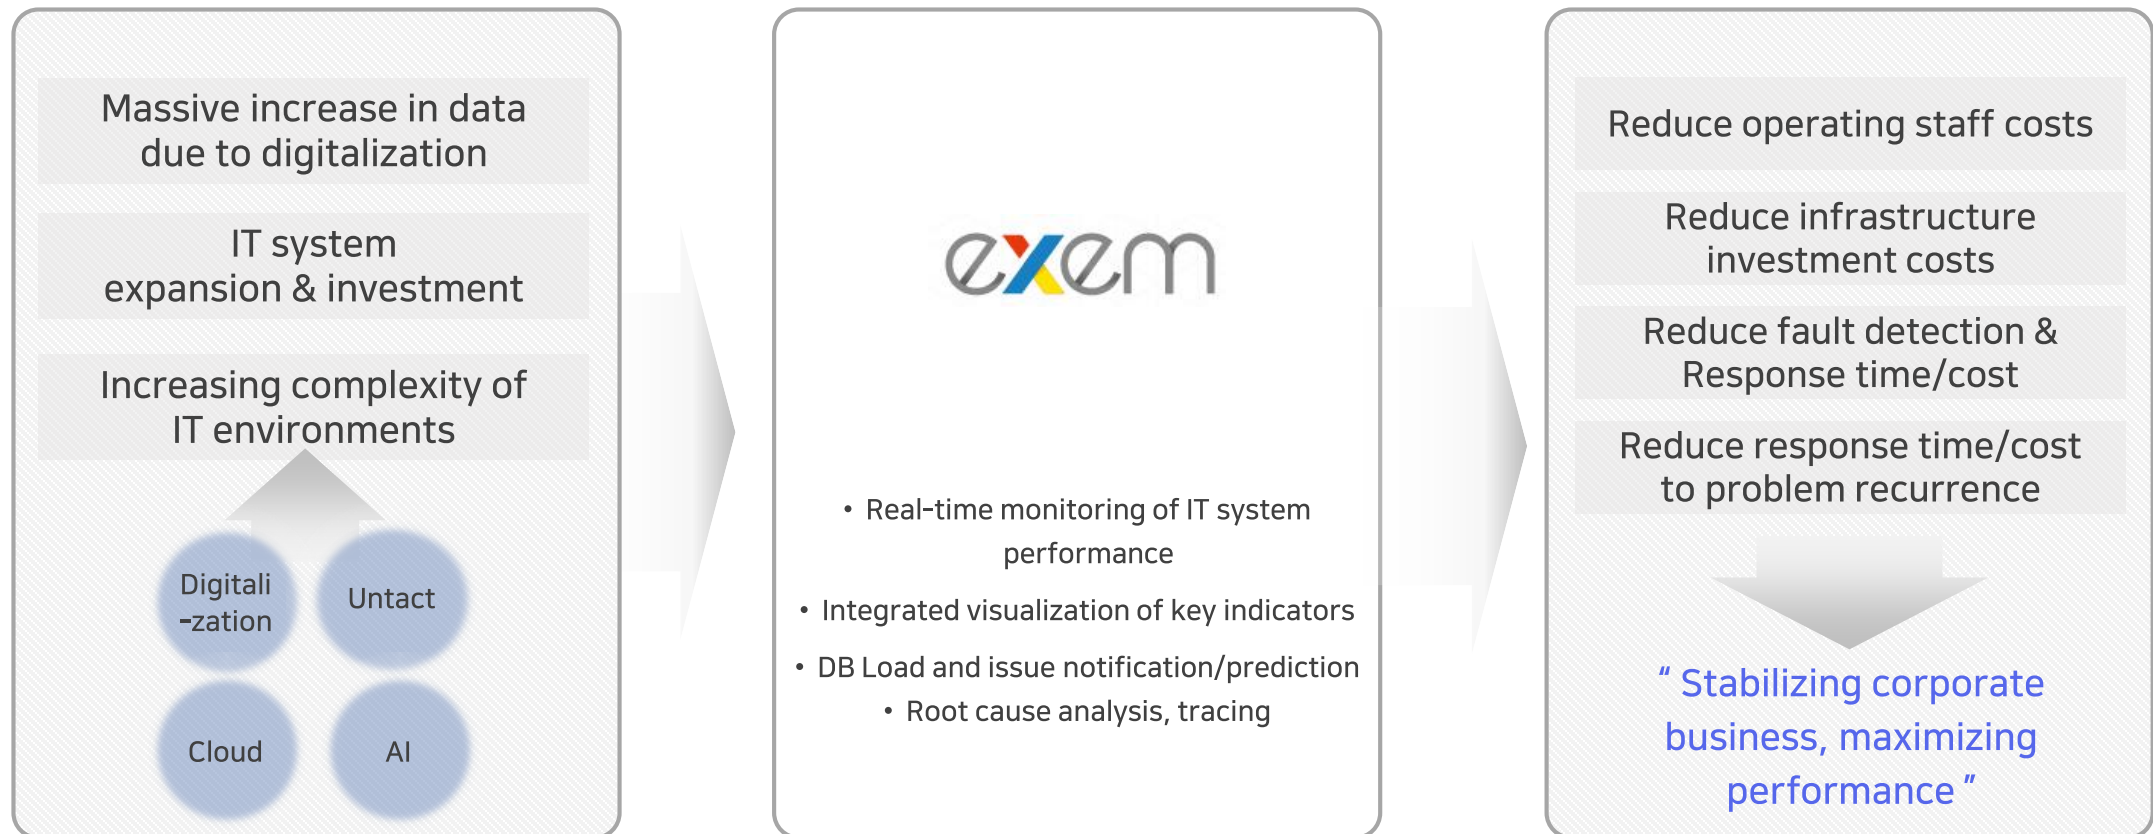 Massive increase in data
due to digitalization
IT system
expansion & investment
Increasing complexity of
IT environments
Digitali
-zation
Untact
Cloud
AI
exem
• Real-time monitoring of IT system
performance
• Integrated visualization of key indicators
• DB Load and issue notification/prediction
• Root cause analysis, tracing
Reduce operating staff costs
Reduce infrastructure
investment costs
Reduce fault detection &
Response time/cost
Reduce response time/cost
to problem recurrence
“ Stabilizing corporate
business, maximizing
performance ”